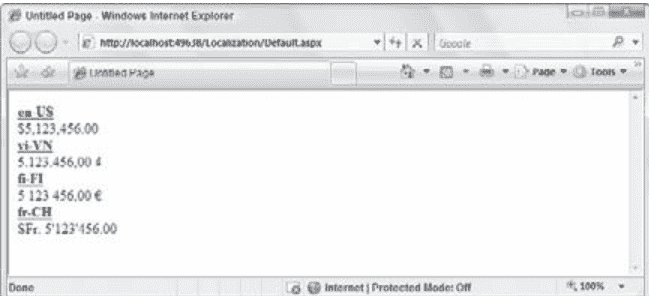 Untitled Page - Windows Internet Explorer
http://localhost:49638/Localization/Default.aspx
Google
Untitled Page
Page
Tools
en-US
$5,123,456.00
vi-VN
5.123.456,00 ₫
fi-FI
5 123 456,00 €
fr-CH
SFr. 5'123'456.00
Done
Internet | Protected Mode: Off
100%